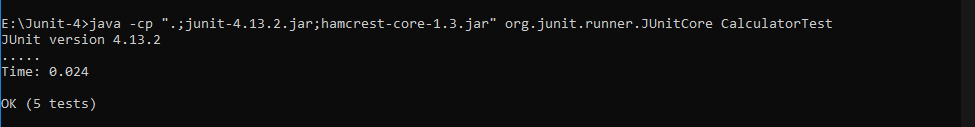 E:\Junit-4>java -cp ".;junit-4.13.2.jar;hamcrest-core-1.3.jar" org.junit.runner.JUnitCore CalculatorTest
JUnit version 4.13.2
.....
Time: 0.024
OK (5 tests)